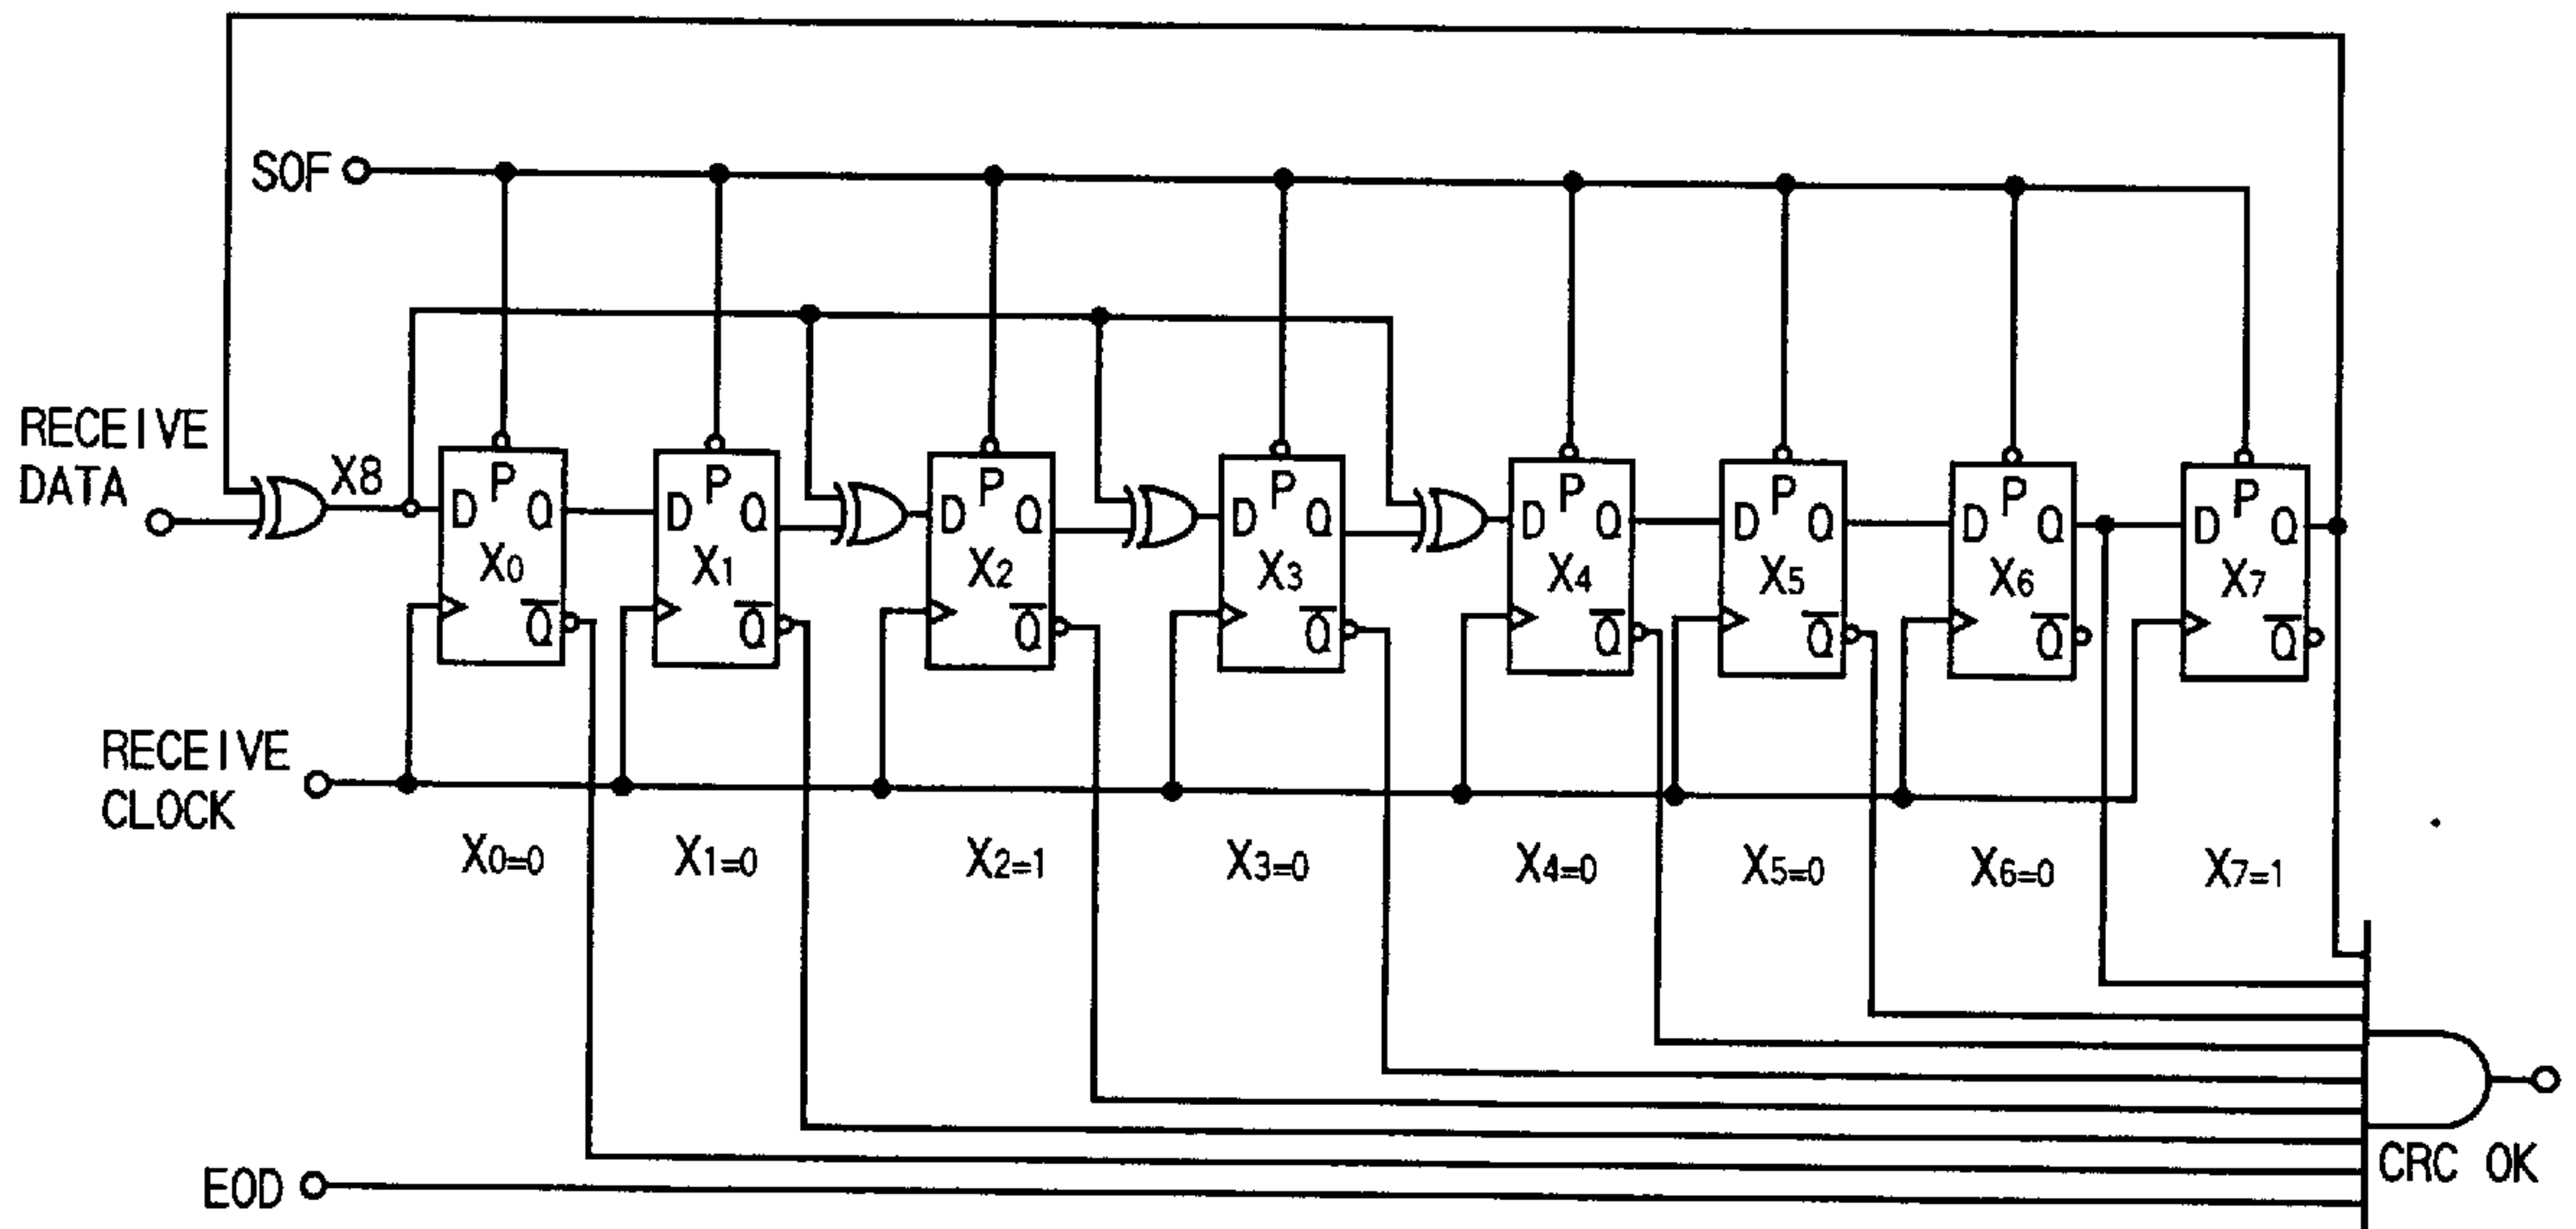 SOF
RECEIVE
DATA
X8
D P Q
X0
Q̅
D P Q
X1
Q̅
D P Q
X2
Q̅
D P Q
X3
Q̅
D P Q
X4
Q̅
D P Q
X5
Q̅
D P Q
X6
Q̅
D P Q
X7
Q̅
RECEIVE
CLOCK
X0=0 X1=0 X2=1 X3=0 X4=0 X5=0 X6=0 X7=1
EOD
CRC OK